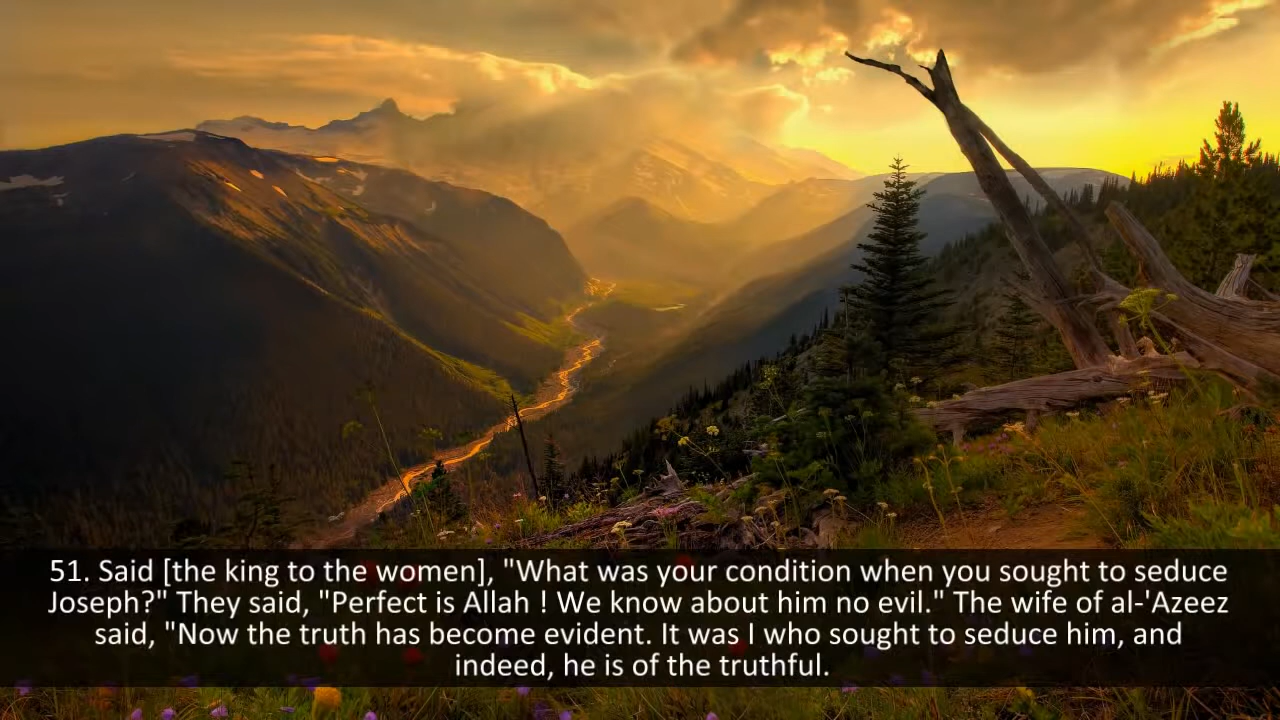 51. Said [the king to the women], "What was your condition when you sought to seduce
Joseph?" They said, "Perfect is Allah ! We know about him no evil." The wife of al-'Azeez
said, "Now the truth has become evident. It was I who sought to seduce him, and
indeed, he is of the truthful.